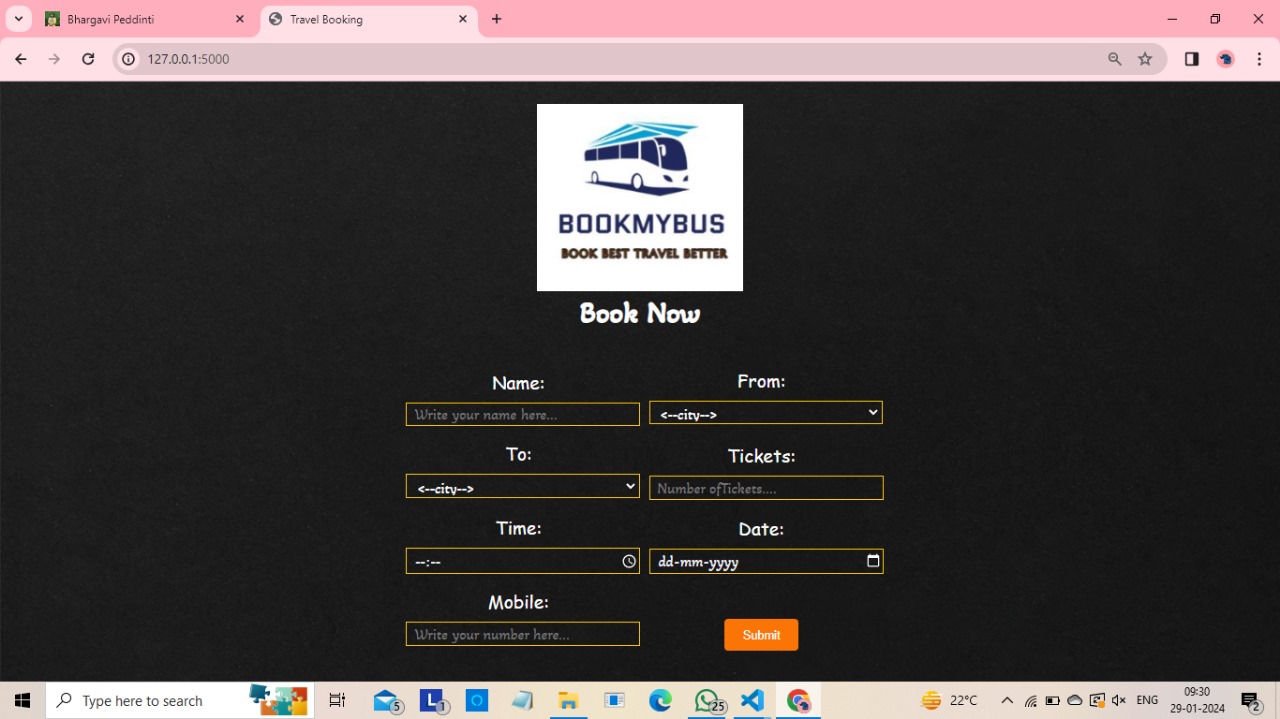 Bhargavi Peddinti
Travel Booking
127.0.0.1:5000
BOOKMYBUS
BOOK BEST TRAVEL BETTER
Book Now
Name:
From:
Write your name here...
<--city-->
To:
Tickets:
<--city-->
Number ofTickets....
Time:
Date:
--:--
dd-mm-yyyy
Mobile:
Write your number here...
Submit
Type here to search
5
L
1
25
22°C
ENG
09:30
29-01-2024
2